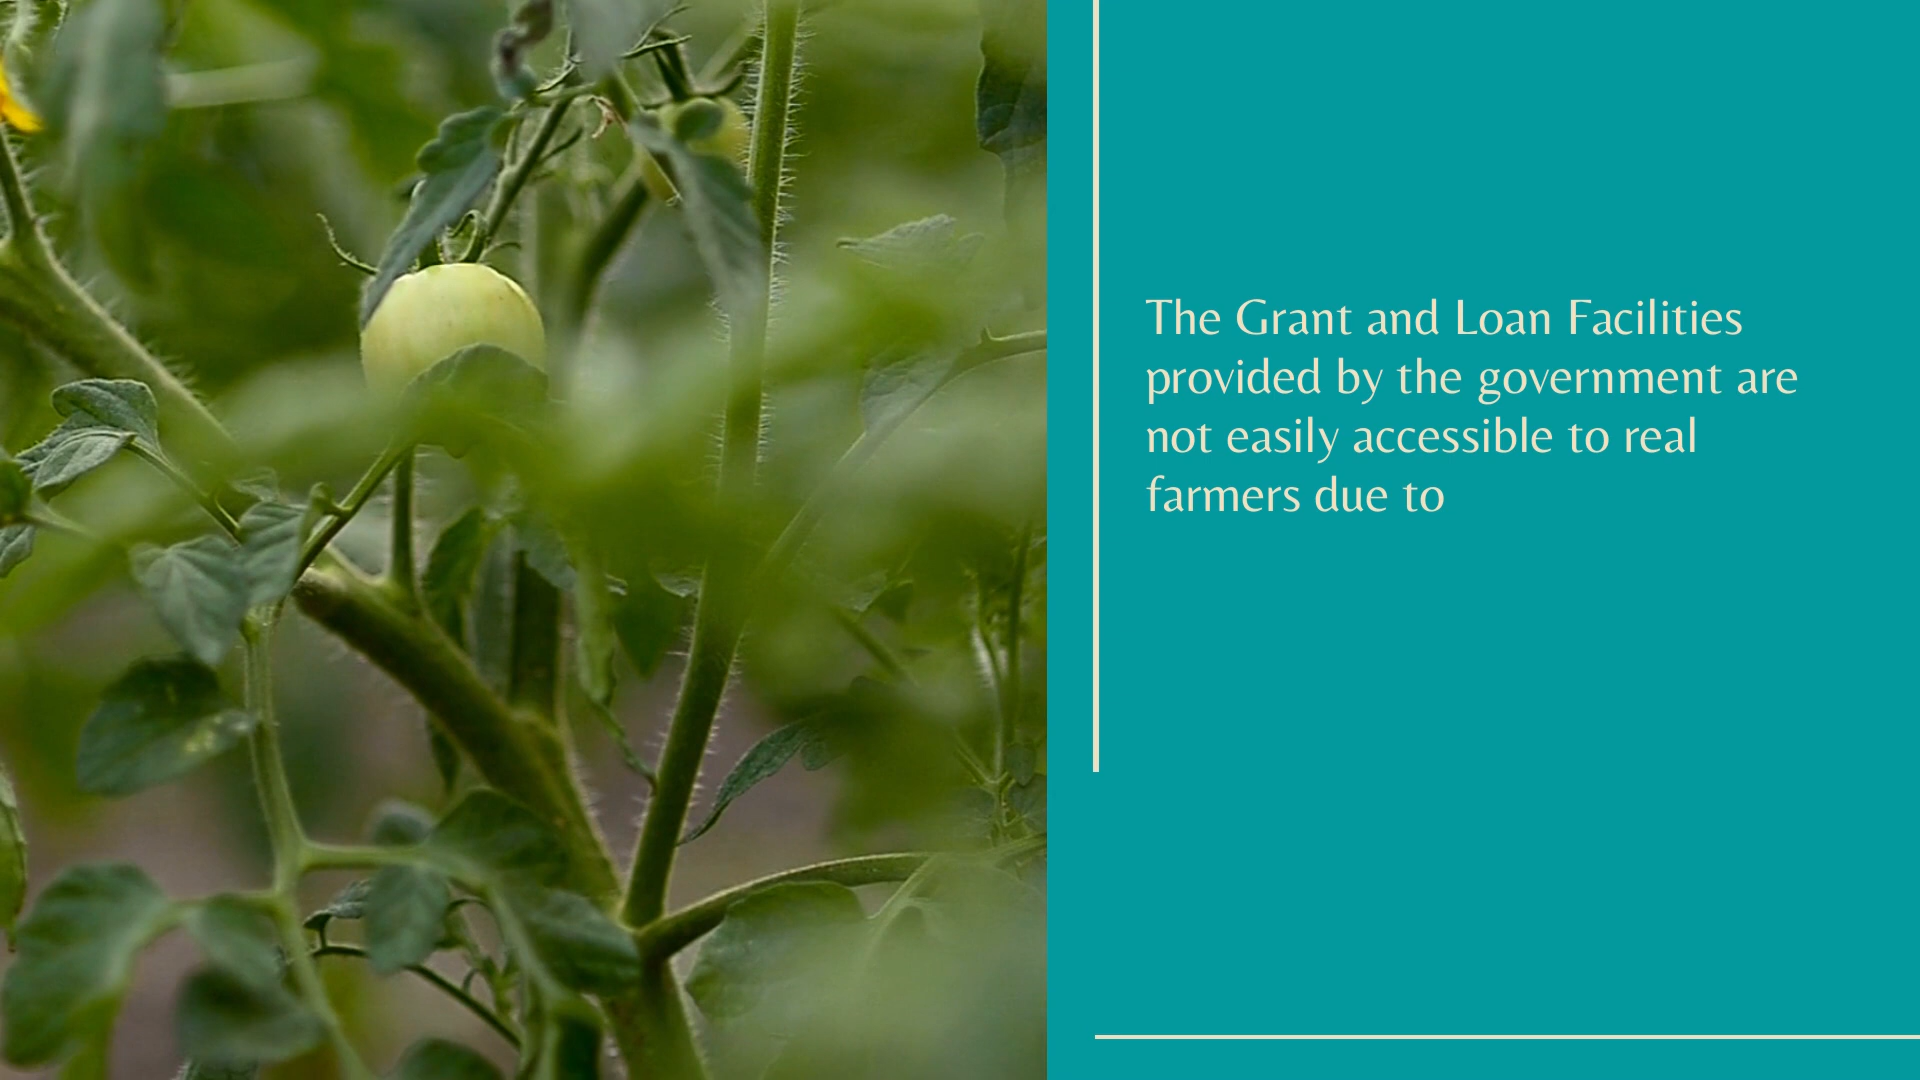 The Grant and Loan Facilities
provided by the government are
not easily accessible to real
farmers due to